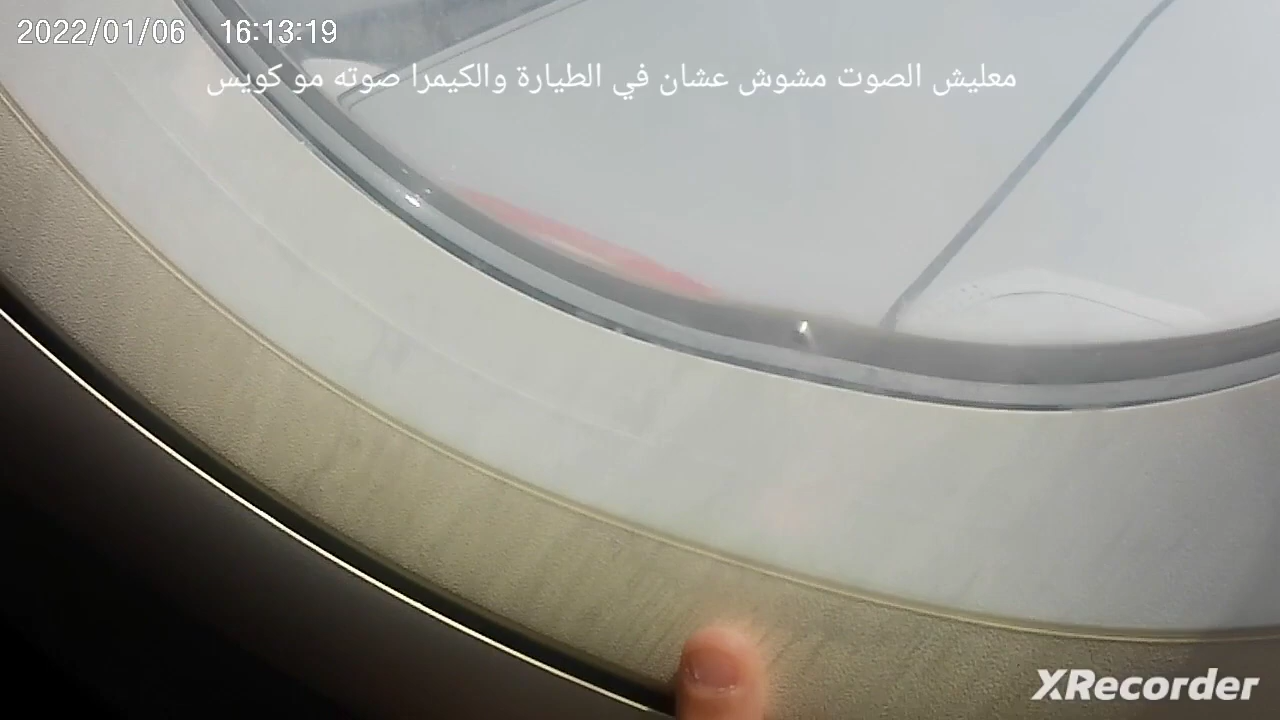 2022/01/06 16:13:19
معليش الصوت مشوش عشان في الطيارة والكيمرا صوته مو كويس
XRecorder